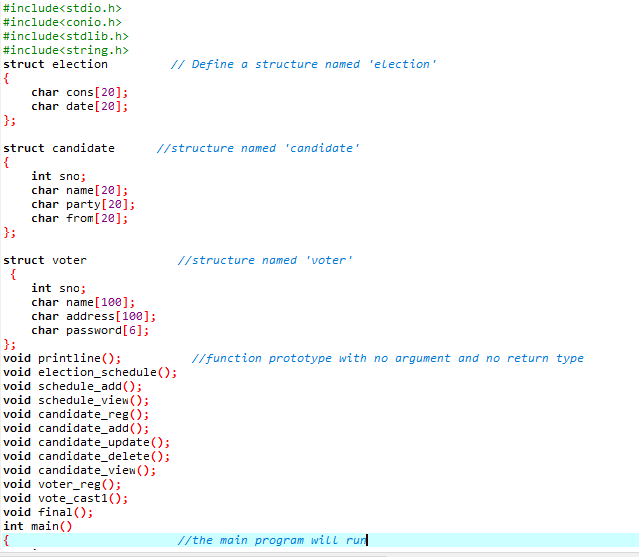 #include<stdio.h>
#include<conio.h>
#include<stdlib.h>
#include<string.h>
struct election         // Define a structure named 'election'
{
    char cons[20];
    char date[20];
};

struct candidate      //structure named 'candidate'
{
    int sno;
    char name[20];
    char party[20];
    char from[20];
};

struct voter             //structure named 'voter'
 {
    int sno;
    char name[100];
    char address[100];
    char password[6];
};
void printline();          //function prototype with no argument and no return type
void election_schedule();
void schedule_add();
void schedule_view();
void candidate_reg();
void candidate_add();
void candidate_update();
void candidate_delete();
void candidate_view();
void voter_reg();
void vote_cast1();
void final();
int main()
{                        //the main program will run